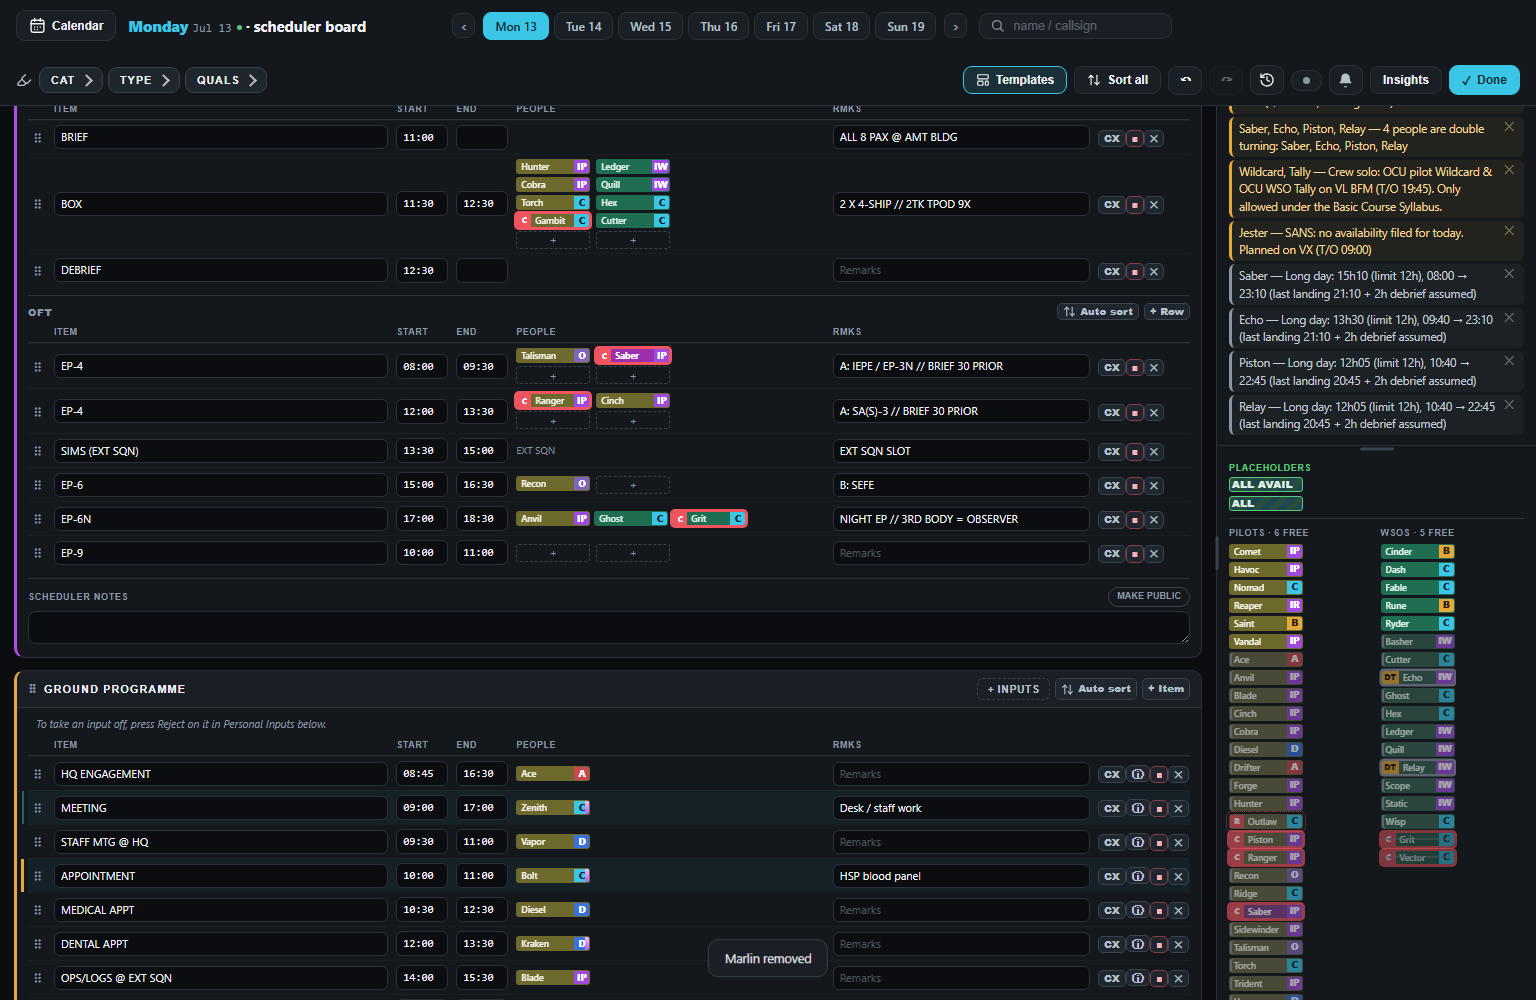 Calendar
Monday Jul 13 • · scheduler board
‹
Mon 13
Tue 14
Wed 15
Thu 16
Fri 17
Sat 18
Sun 19
›
name / callsign
CAT
TYPE
QUALS
Templates
Sort all
Insights
✓ Done
ITEM START END PEOPLE RMKS
BRIEF 11:00 ALL 8 PAX @ AMT BLDG CX
BOX 11:30 12:30 2 X 4-SHIP // 2TK TPOD 9X CX
Hunter IP Ledger IW
Cobra IP Quill IW
Torch C Hex C
C Gambit C Cutter C
+ +
DEBRIEF 12:30 Remarks CX
OFT Auto sort + Row
ITEM START END PEOPLE RMKS
EP-4 08:00 09:30 Talisman O C Saber IP A: IEPE / EP-3N // BRIEF 30 PRIOR CX
+ +
EP-4 12:00 13:30 C Ranger IP Cinch IP A: SA(S)-3 // BRIEF 30 PRIOR CX
+ +
SIMS (EXT SQN) 13:30 15:00 EXT SQN EXT SQN SLOT CX
EP-6 15:00 16:30 Recon O + B: SEFE CX
EP-6N 17:00 18:30 Anvil IP Ghost C C Grit C NIGHT EP // 3RD BODY = OBSERVER CX
EP-9 10:00 11:00 + + Remarks CX
SCHEDULER NOTES MAKE PUBLIC
GROUND PROGRAMME + INPUTS Auto sort + Item
To take an input off, press Reject on it in Personal Inputs below.
ITEM START END PEOPLE RMKS
HQ ENGAGEMENT 08:45 16:30 Ace A Remarks CX
MEETING 09:00 17:00 Zenith C Desk / staff work CX
STAFF MTG @ HQ 09:30 11:00 Vapor D Remarks CX
APPOINTMENT 10:00 11:00 Bolt C HSP blood panel CX
MEDICAL APPT 10:30 12:30 Diesel D Remarks CX
DENTAL APPT 12:00 13:30 Kraken D Remarks CX
OPS/LOGS @ EXT SQN 14:00 15:30 Blade IP Remarks CX
Marlin removed
Saber, Echo, Piston, Relay — 4 people are double
turning: Saber, Echo, Piston, Relay
Wildcard, Tally — Crew solo: OCU pilot Wildcard &
OCU WSO Tally on VL BFM (T/O 19:45). Only
allowed under the Basic Course Syllabus.
Jester — SANS: no availability filed for today.
Planned on VX (T/O 09:00)
Saber — Long day: 15h10 (limit 12h), 08:00 →
23:10 (last landing 21:10 + 2h debrief assumed)
Echo — Long day: 13h30 (limit 12h), 09:40 → 23:10
(last landing 21:10 + 2h debrief assumed)
Piston — Long day: 12h05 (limit 12h), 10:40 →
22:45 (last landing 20:45 + 2h debrief assumed)
Relay — Long day: 12h05 (limit 12h), 10:40 → 22:45
(last landing 20:45 + 2h debrief assumed)
PLACEHOLDERS
ALL AVAIL
ALL
PILOTS · 6 FREE WSOS · 5 FREE
Comet IP Cinder B
Havoc IP Dash C
Nomad C Fable C
Reaper IR Rune B
Saint B Ryder C
Vandal IP Basher IW
Ace A Cutter C
Anvil IP DT Echo IW
Blade IP Ghost C
Cinch IP Hex C
Cobra IP Ledger IW
Diesel D Quill IW
Drifter A DT Relay IW
Forge IP Scope IW
Hunter IP Static IW
R Outlaw C Wisp C
C Piston IP C Grit C
C Ranger IP C Vector C
Recon O
Ridge C
C Saber IP
Sidewinder IP
Talisman O
Torch C
Trident IP